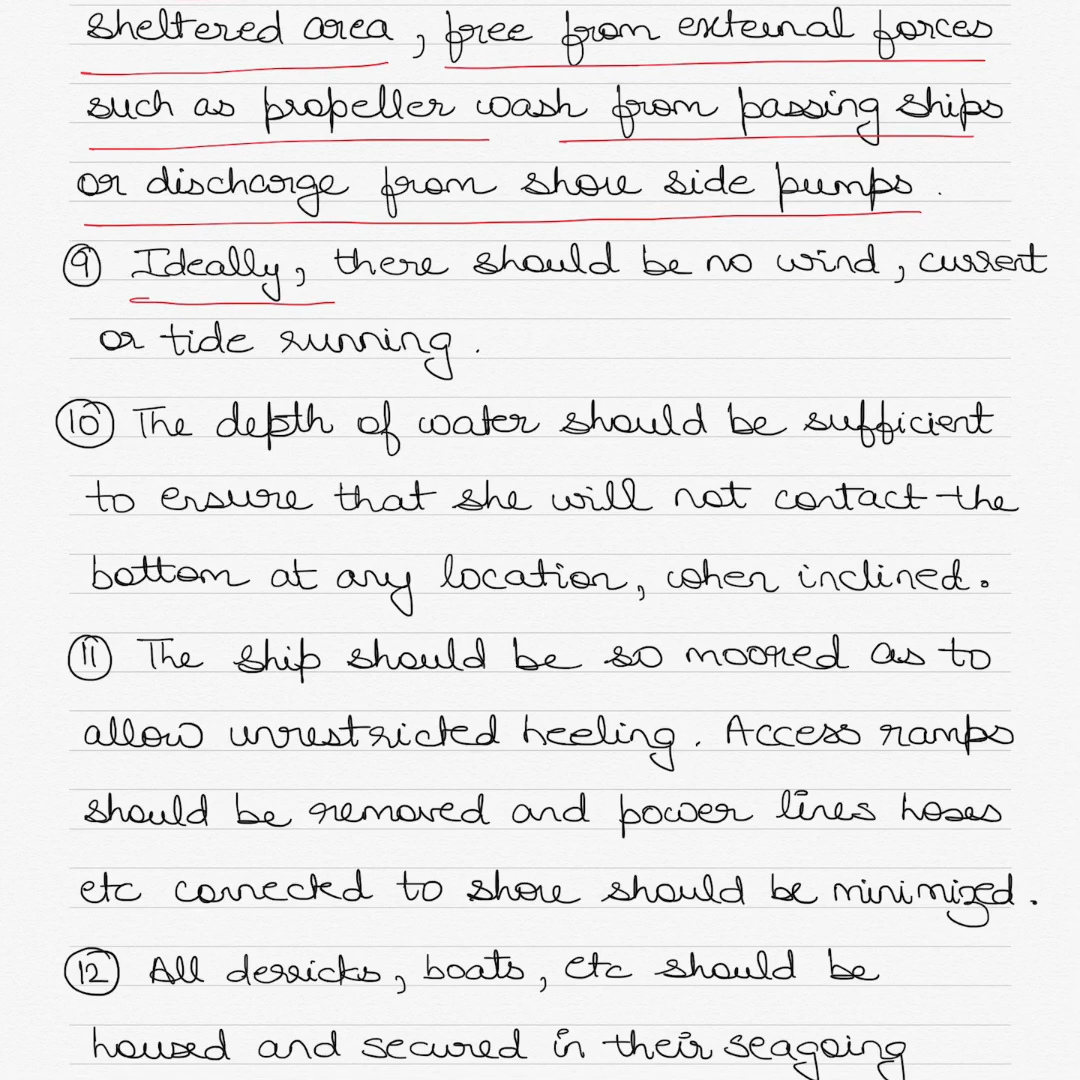 sheltered area, free from external forces
such as propeller wash from passing ships
or discharge from shore side pumps.
⑨ Ideally, there should be no wind, current
or tide running.
⑩ The depth of water should be sufficient
to ensure that she will not contact the
bottom at any location, when inclined.
⑪ The ship should be so moored as to
allow unrestricted heeling. Access ramps
should be removed and power lines hoses
etc connected to shore should be minimized.
⑫ All derricks, boats, etc should be
housed and secured in their seagoing